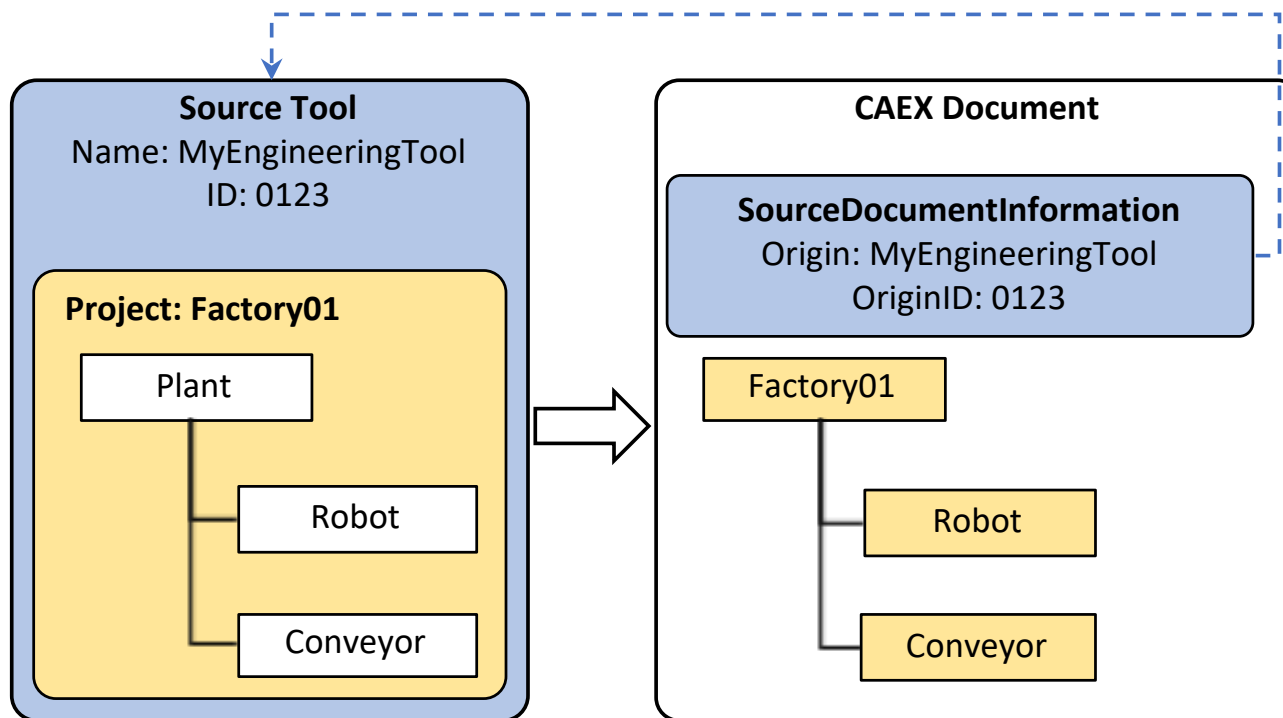 Source Tool
Name: MyEngineeringTool
ID: 0123
Project: Factory01
Plant
Robot
Conveyor
CAEX Document
SourceDocumentInformation
Origin: MyEngineeringTool
OriginID: 0123
Factory01
Robot
Conveyor